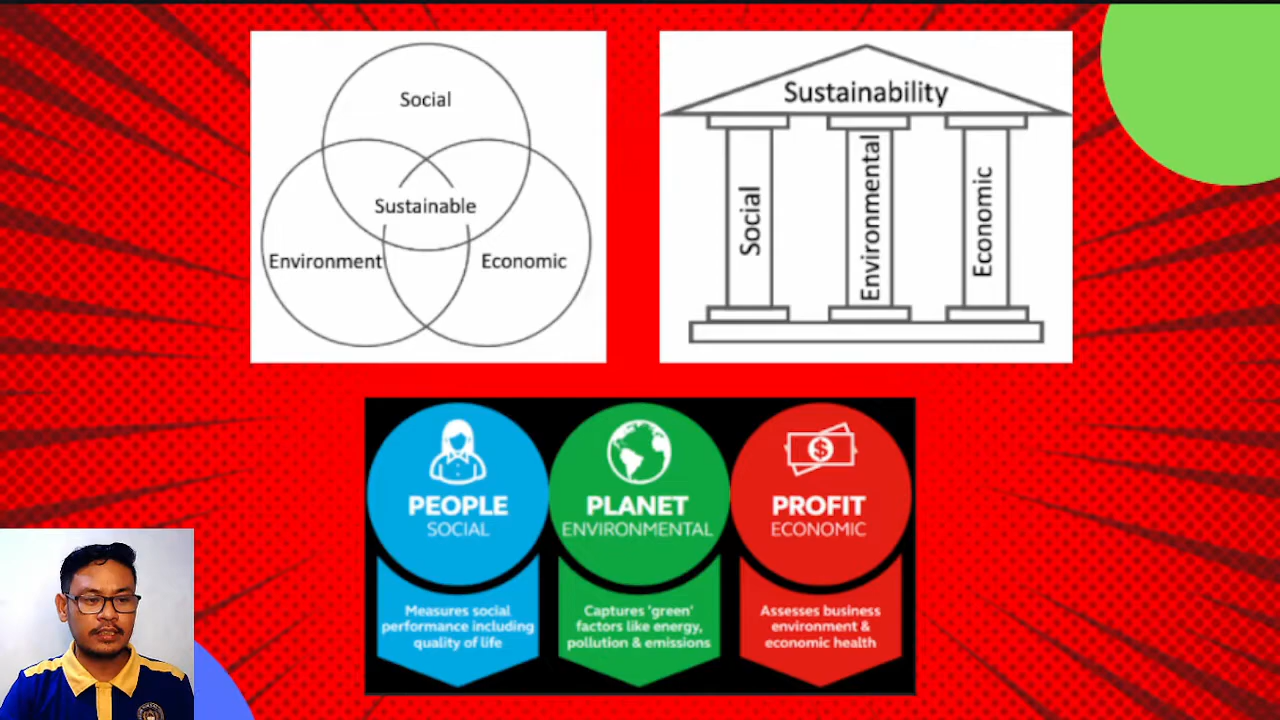 Social
Sustainable
Environment
Economic
Sustainability
Social
Environmental
Economic
PEOPLE
SOCIAL
Measures social
performance including
quality of life
PLANET
ENVIRONMENTAL
Captures 'green'
factors like energy,
pollution & emissions
PROFIT
ECONOMIC
Assesses business
environment &
economic health